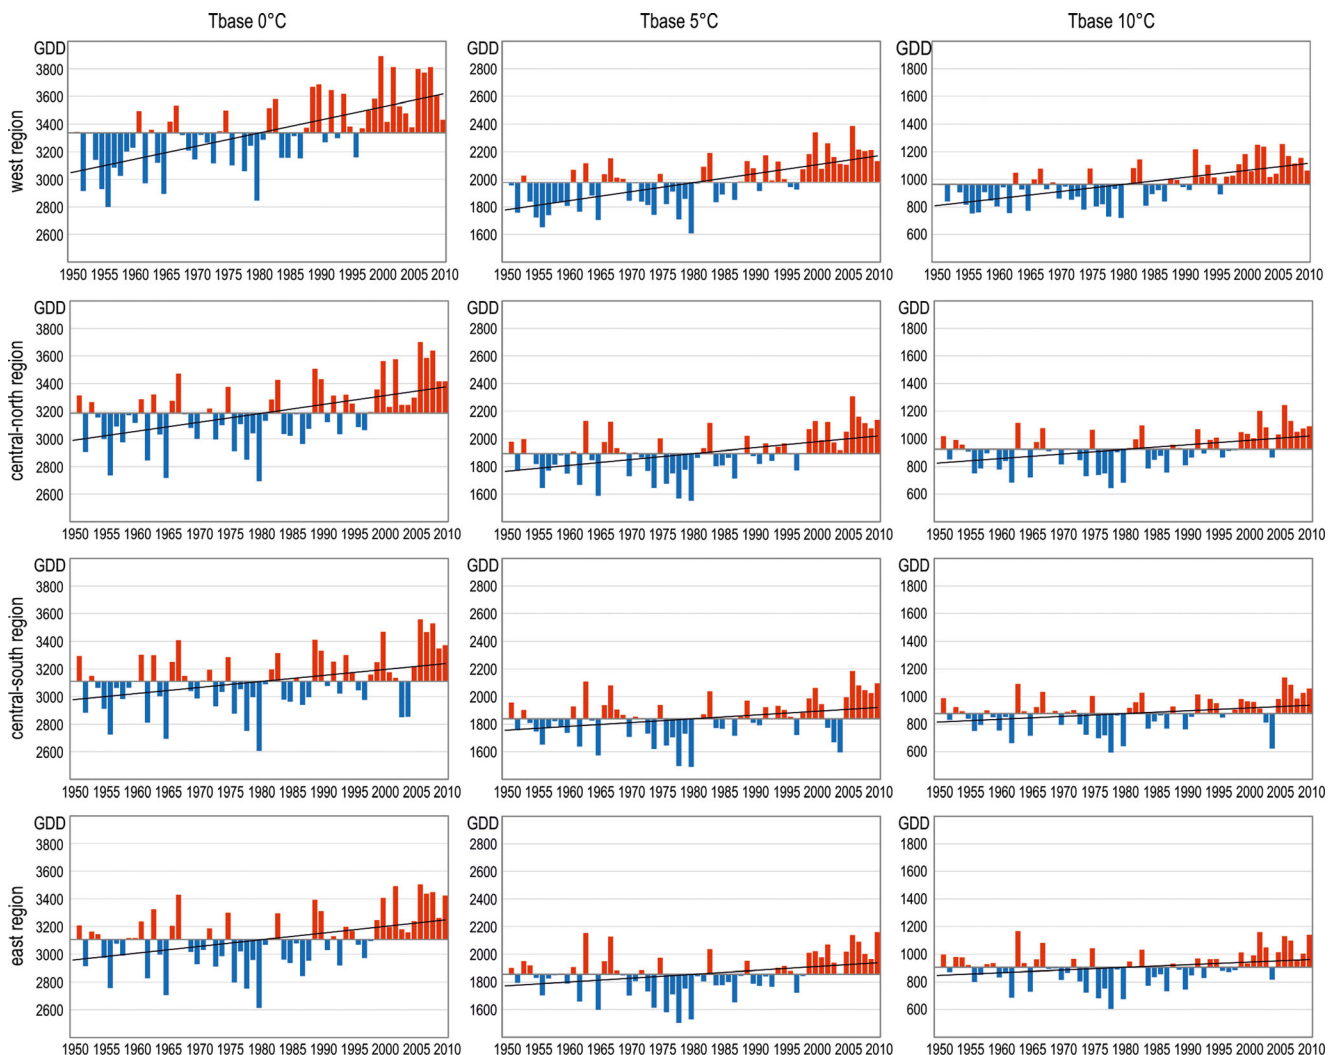 Tbase 0°C Tbase 5°C Tbase 10°C
west region
GDD
3800
3600
3400
3200
3000
2800
2600
1950 1955 1960 1965 1970 1975 1980 1985 1990 1995 2000 2005 2010
GDD
2800
2600
2400
2200
2000
1800
1600
1950 1955 1960 1965 1970 1975 1980 1985 1990 1995 2000 2005 2010
GDD
1800
1600
1400
1200
1000
800
600
1950 1955 1960 1965 1970 1975 1980 1985 1990 1995 2000 2005 2010
central-north region
GDD
3800
3600
3400
3200
3000
2800
2600
1950 1955 1960 1965 1970 1975 1980 1985 1990 1995 2000 2005 2010
GDD
2800
2600
2400
2200
2000
1800
1600
1950 1955 1960 1965 1970 1975 1980 1985 1990 1995 2000 2005 2010
GDD
1800
1600
1400
1200
1000
800
600
1950 1955 1960 1965 1970 1975 1980 1985 1990 1995 2000 2005 2010
central-south region
GDD
3800
3600
3400
3200
3000
2800
2600
1950 1955 1960 1965 1970 1975 1980 1985 1990 1995 2000 2005 2010
GDD
2800
2600
2400
2200
2000
1800
1600
1950 1955 1960 1965 1970 1975 1980 1985 1990 1995 2000 2005 2010
GDD
1800
1600
1400
1200
1000
800
600
1950 1955 1960 1965 1970 1975 1980 1985 1990 1995 2000 2005 2010
east region
GDD
3800
3600
3400
3200
3000
2800
2600
1950 1955 1960 1965 1970 1975 1980 1985 1990 1995 2000 2005 2010
GDD
2800
2600
2400
2200
2000
1800
1600
1950 1955 1960 1965 1970 1975 1980 1985 1990 1995 2000 2005 2010
GDD
1800
1600
1400
1200
1000
800
600
1950 1955 1960 1965 1970 1975 1980 1985 1990 1995 2000 2005 2010